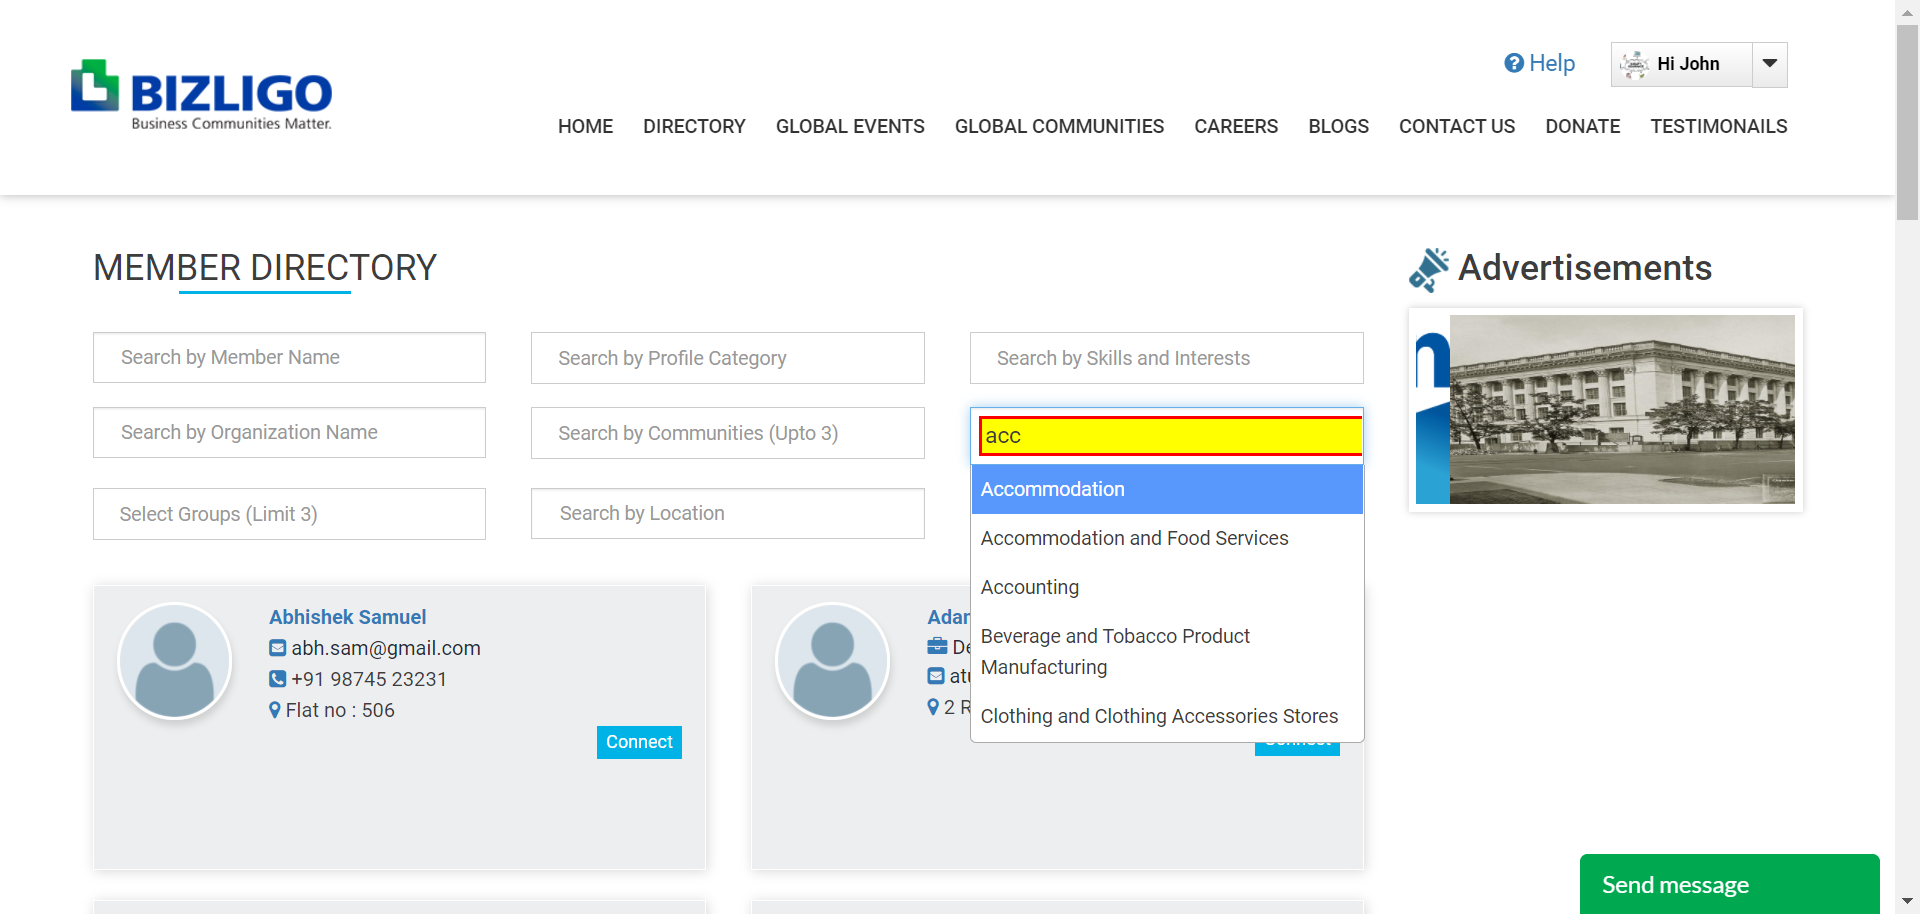 BIZLIGO
Business Communities Matter.
Help
Hi John
HOME DIRECTORY GLOBAL EVENTS GLOBAL COMMUNITIES CAREERS BLOGS CONTACT US DONATE TESTIMONAILS
MEMBER DIRECTORY
Advertisements
Search by Member Name
Search by Profile Category
Search by Skills and Interests
Search by Organization Name
Search by Communities (Upto 3)
acc
Select Groups (Limit 3)
Search by Location
Accommodation
Accommodation and Food Services
Accounting
Beverage and Tobacco Product
Manufacturing
Clothing and Clothing Accessories Stores
Abhishek Samuel
abh.sam@gmail.com
+91 98745 23231
Flat no : 506
Connect
Adar
De
atu
2 R
Connect
Send message